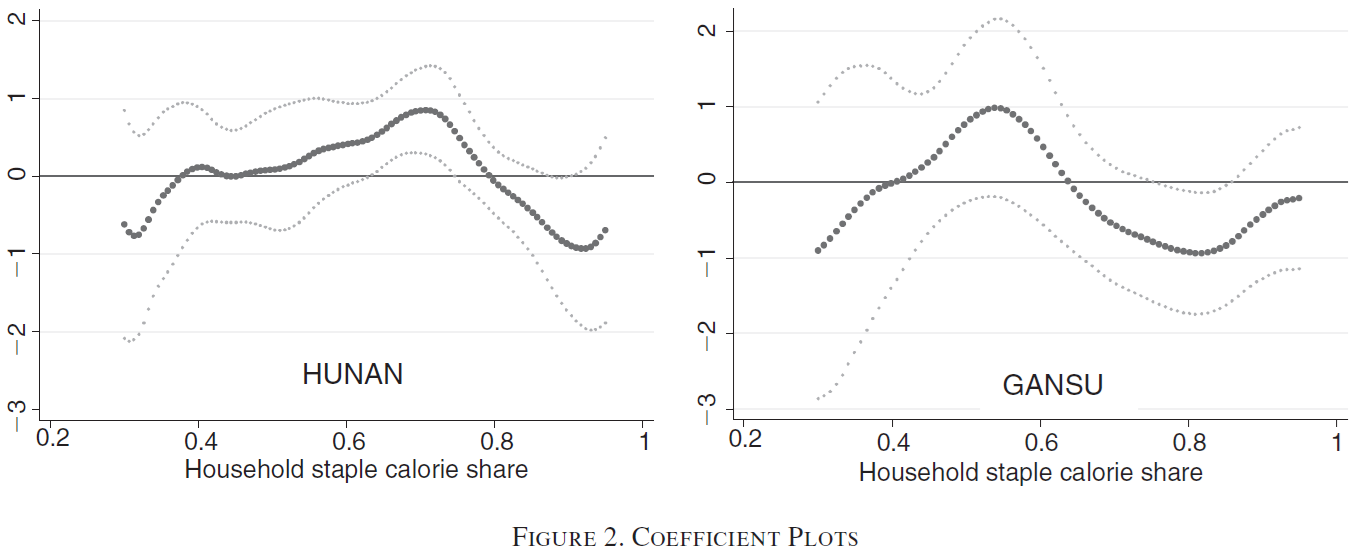 2
1
0
−1
−2
−3
0.2 0.4 0.6 0.8 1
Household staple calorie share
HUNAN
2
1
0
−1
−2
−3
0.2 0.4 0.6 0.8 1
Household staple calorie share
GANSU
FIGURE 2. COEFFICIENT PLOTS